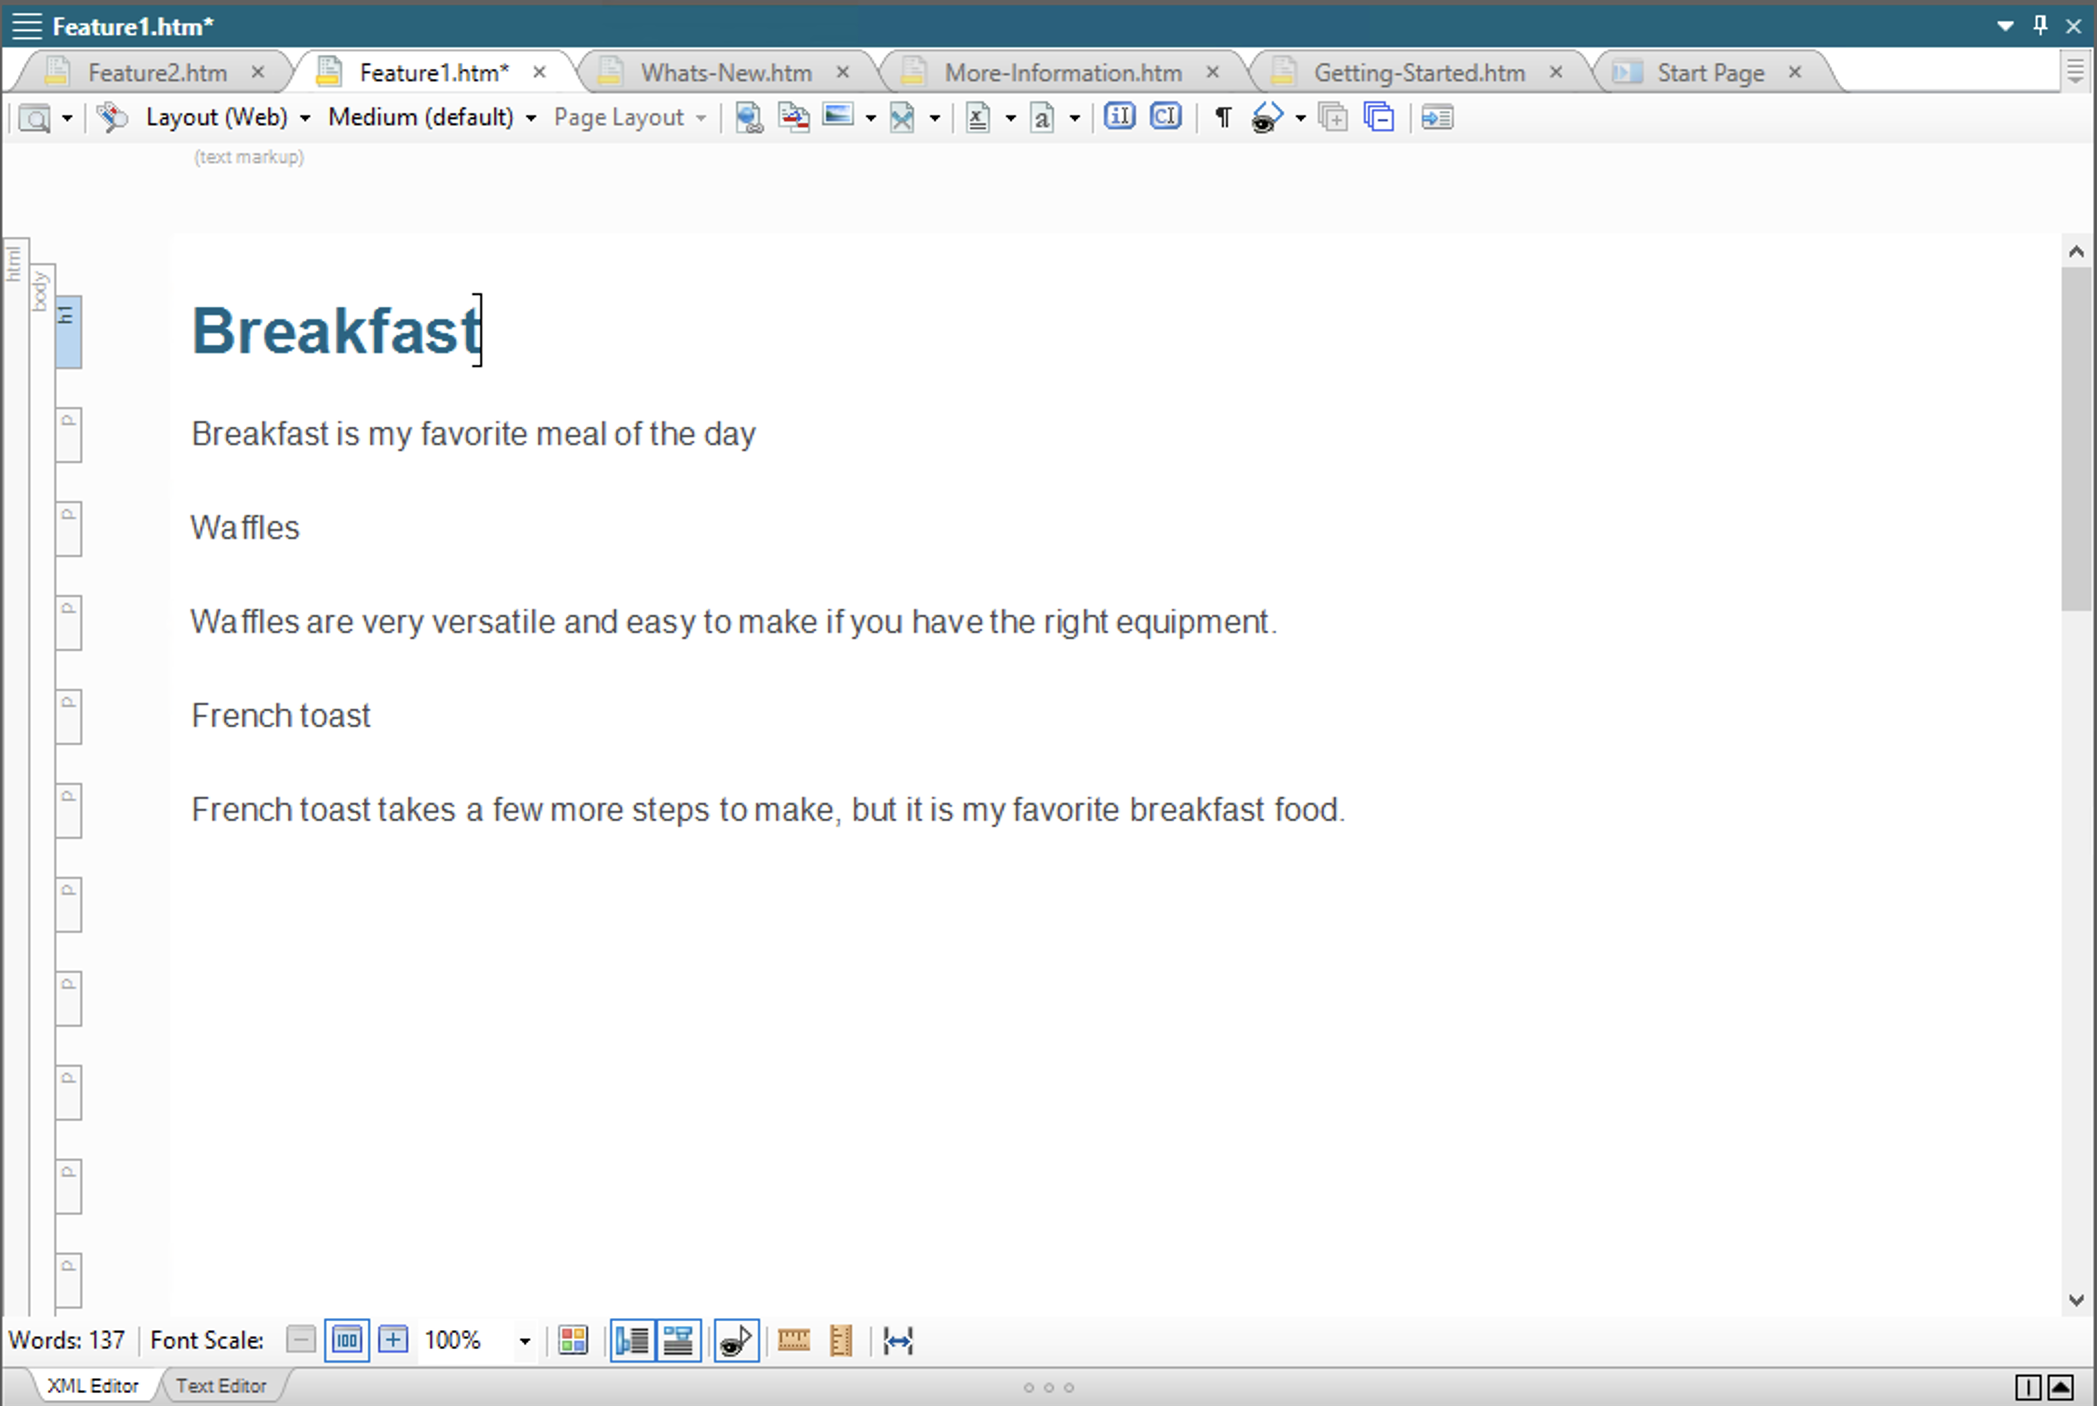 Feature1.htm*
Feature2.htm
Feature1.htm*
Whats-New.htm
More-Information.htm
Getting-Started.htm
Start Page
Layout (Web)
Medium (default)
Page Layout
(text markup)
html
body
h1
Breakfast
p
Breakfast is my favorite meal of the day
p
Waffles
p
Waffles are very versatile and easy to make if you have the right equipment.
p
French toast
p
French toast takes a few more steps to make, but it is my favorite breakfast food.
p
p
p
p
p
Words: 137
Font Scale:
100
100%
XML Editor
Text Editor